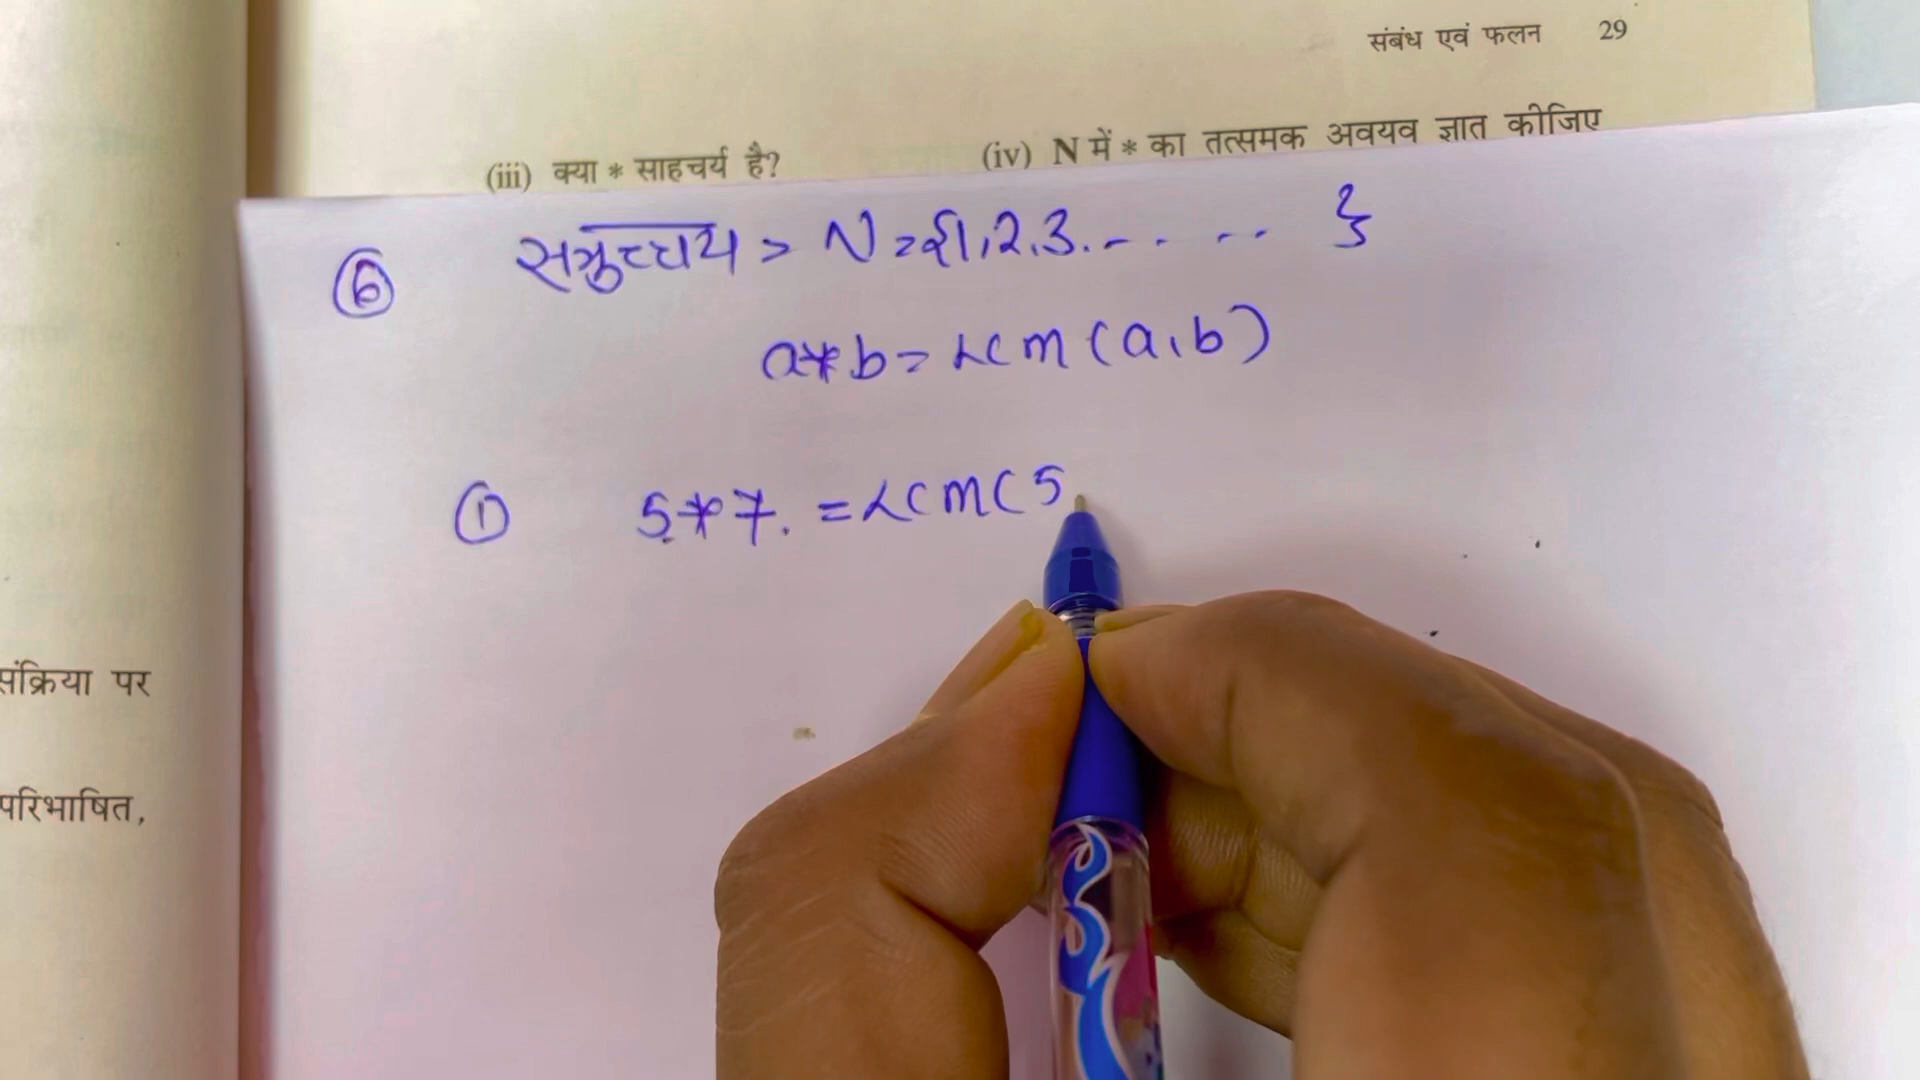 संबंध एवं फलन 29
(iii) क्या * साहचर्य है? (iv) N में * का तत्समक अवयव ज्ञात कीजिए
6 समुच्चय = N = {1, 2, 3. - - - - - }
a * b = LCM (a, b)
1 5 * 7. = LCM ( 5
संक्रिया पर
परिभाषित,